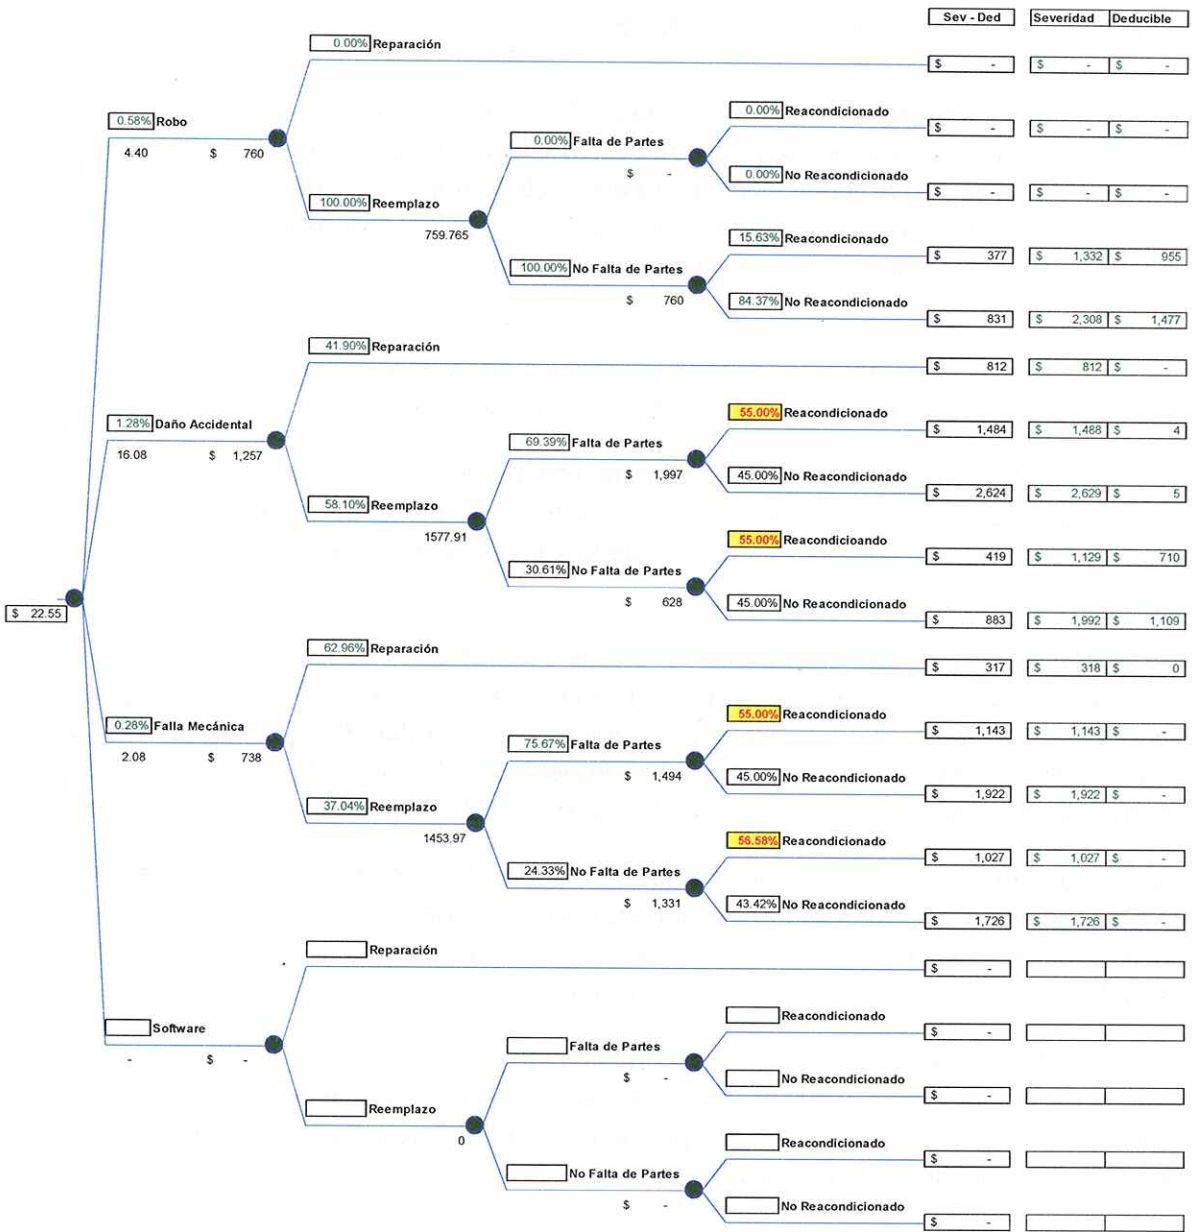 Sev - Ded Severidad Deducible
0.00% Reparación
$ - $ - $ -
0.58% Robo
4.40 $ 760
0.00% Reacondicionado
$ - $ - $ -
0.00% Falta de Partes
$ -
0.00% No Reacondicionado
$ - $ - $ -
100.00% Reemplazo
759.765
15.63% Reacondicionado
$ 377 $ 1,332 $ 955
100.00% No Falta de Partes
$ 760
84.37% No Reacondicionado
$ 831 $ 2,308 $ 1,477
41.90% Reparación
$ 812 $ 812 $ -
1.28% Daño Accidental
16.08 $ 1,257
55.00% Reacondicionado
$ 1,484 $ 1,488 $ 4
69.39% Falta de Partes
$ 1,997
45.00% No Reacondicionado
$ 2,624 $ 2,629 $ 5
58.10% Reemplazo
1577.91
55.00% Reacondicioando
$ 419 $ 1,129 $ 710
30.61% No Falta de Partes
$ 628
45.00% No Reacondicionado
$ 883 $ 1,992 $ 1,109
$ 22.55
62.96% Reparación
$ 317 $ 318 $ 0
0.28% Falla Mecánica
2.08 $ 738
55.00% Reacondicionado
$ 1,143 $ 1,143 $ -
75.67% Falta de Partes
$ 1,494
45.00% No Reacondicionado
$ 1,922 $ 1,922 $ -
37.04% Reemplazo
1453.97
56.58% Reacondicionado
$ 1,027 $ 1,027 $ -
24.33% No Falta de Partes
$ 1,331
43.42% No Reacondicionado
$ 1,726 $ 1,726 $ -
Reparación
$ -
Software
- $ -
Reacondicionado
$ -
Falta de Partes
$ -
No Reacondicionado
$ -
Reemplazo
0
Reacondicionado
$ -
No Falta de Partes
$ -
No Reacondicionado
$ -